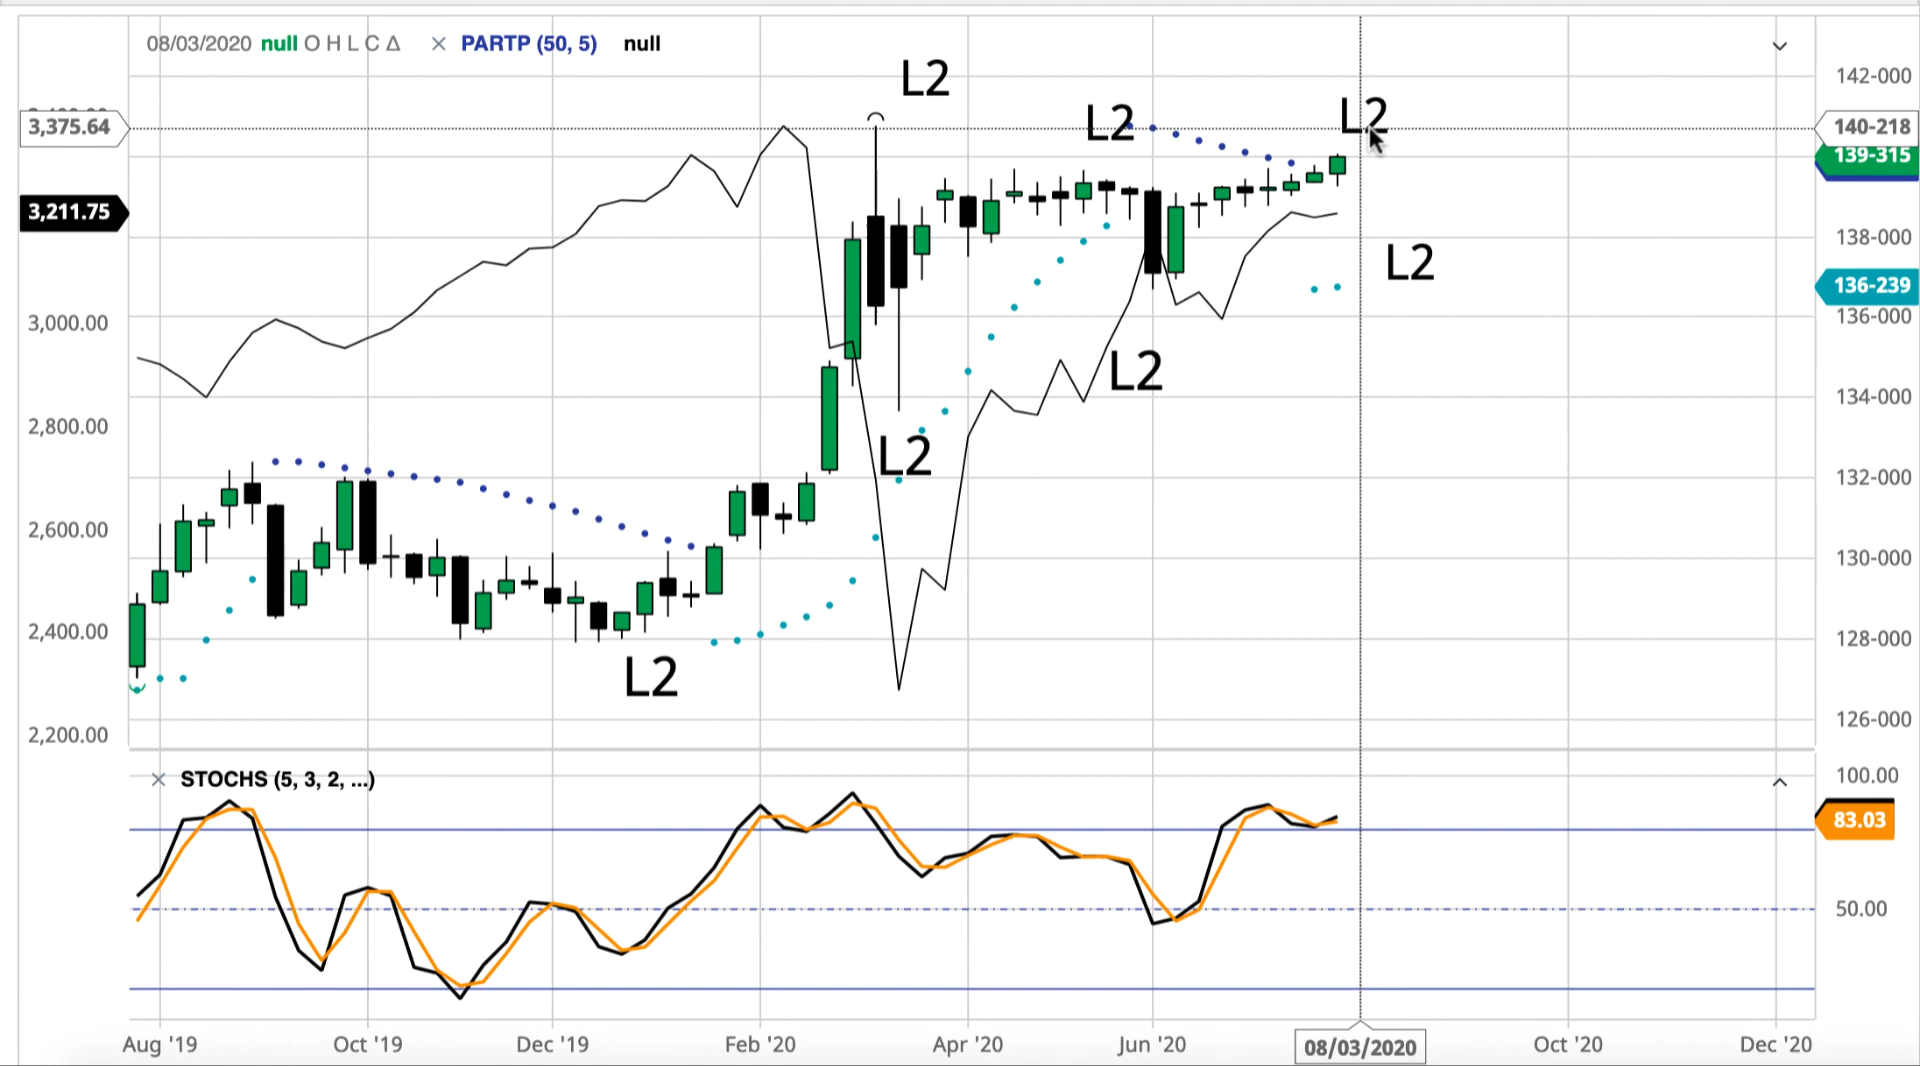 08/03/2020 null O H L C Δ × PARTP (50, 5) null
L2
142-000
L2
L2
3,375.64
140-218
139-315
3,211.75
138-000
L2
136-239
3,000.00
136-000
L2
134-000
2,800.00
L2
132-000
2,600.00
130-000
2,400.00
128-000
L2
126-000
2,200.00
× STOCHS (5, 3, 2, ...)
100.00
83.03
50.00
Aug '19 Oct '19 Dec '19 Feb '20 Apr '20 Jun '20 08/03/2020 Oct '20 Dec '20